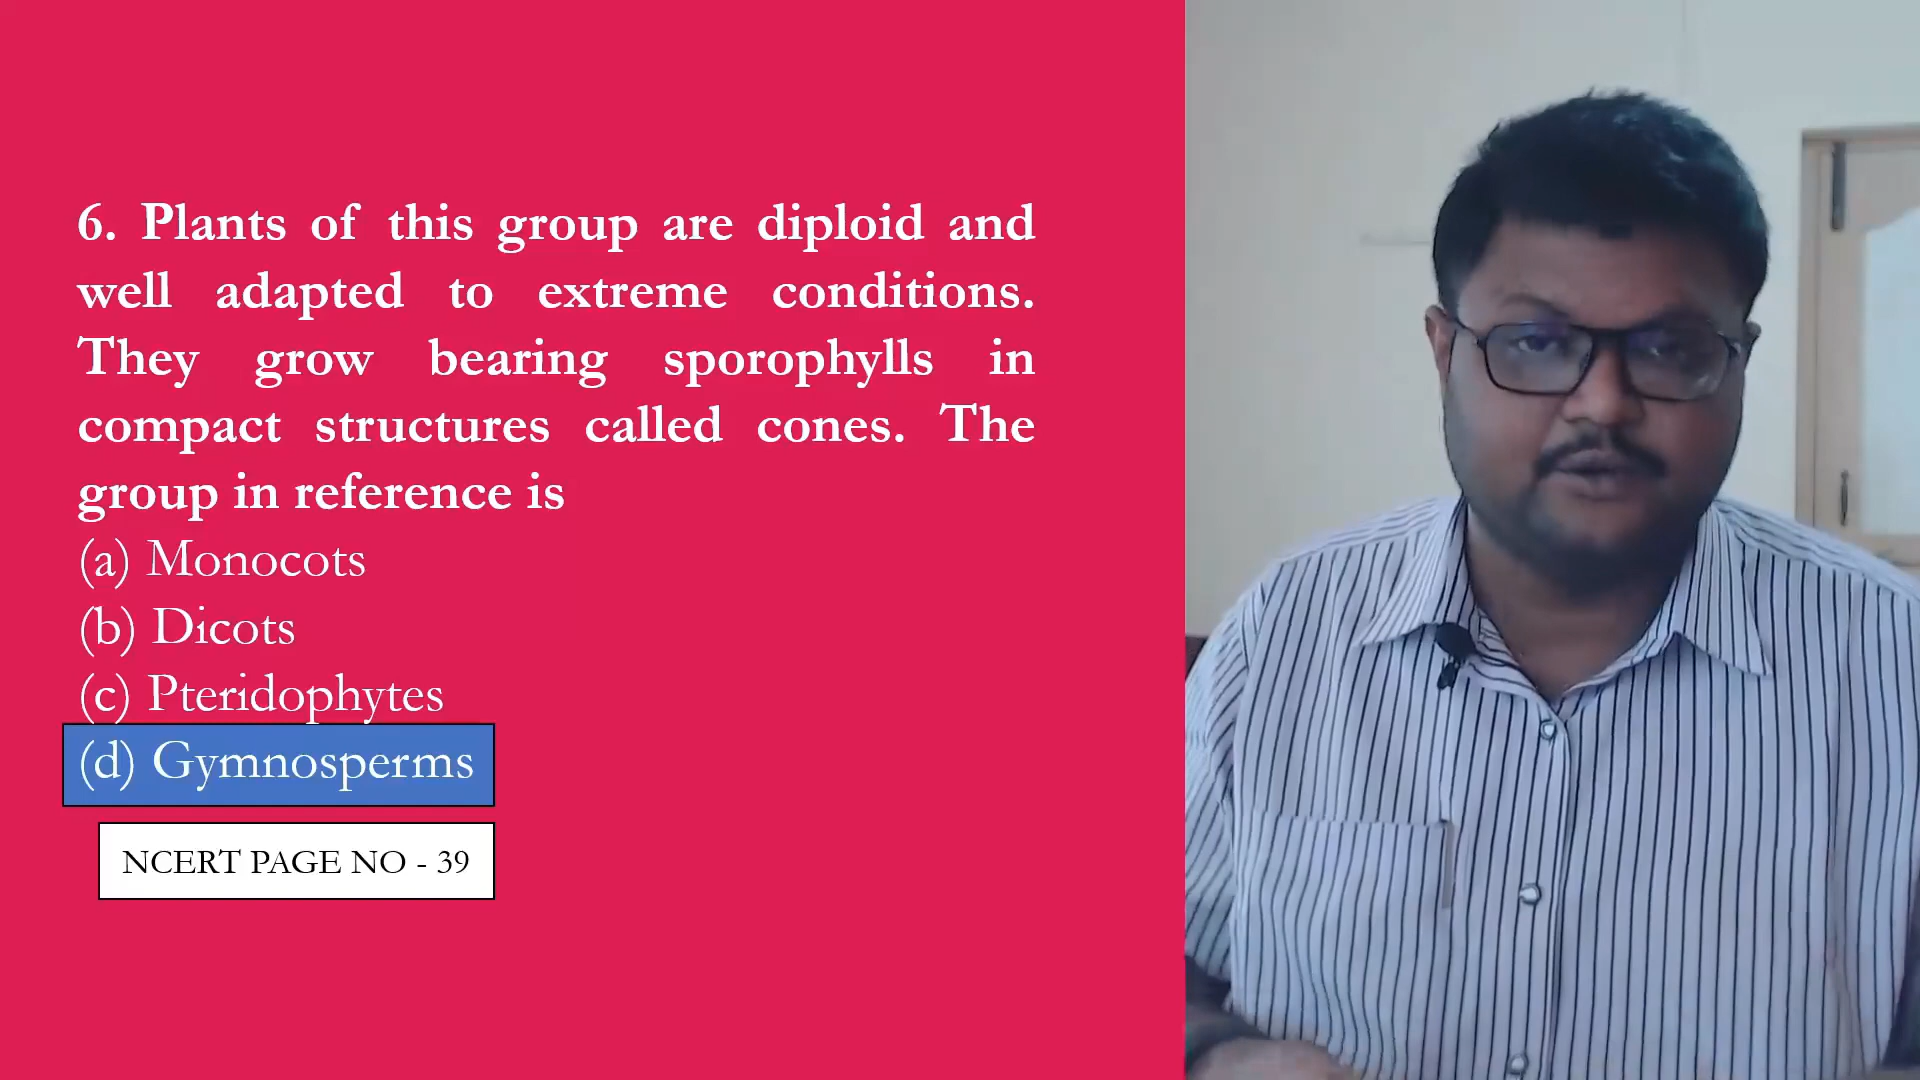 6. Plants of this group are diploid and
well adapted to extreme conditions.
They grow bearing sporophylls in
compact structures called cones. The
group in reference is
(a) Monocots
(b) Dicots
(c) Pteridophytes
(d) Gymnosperms
NCERT PAGE NO - 39